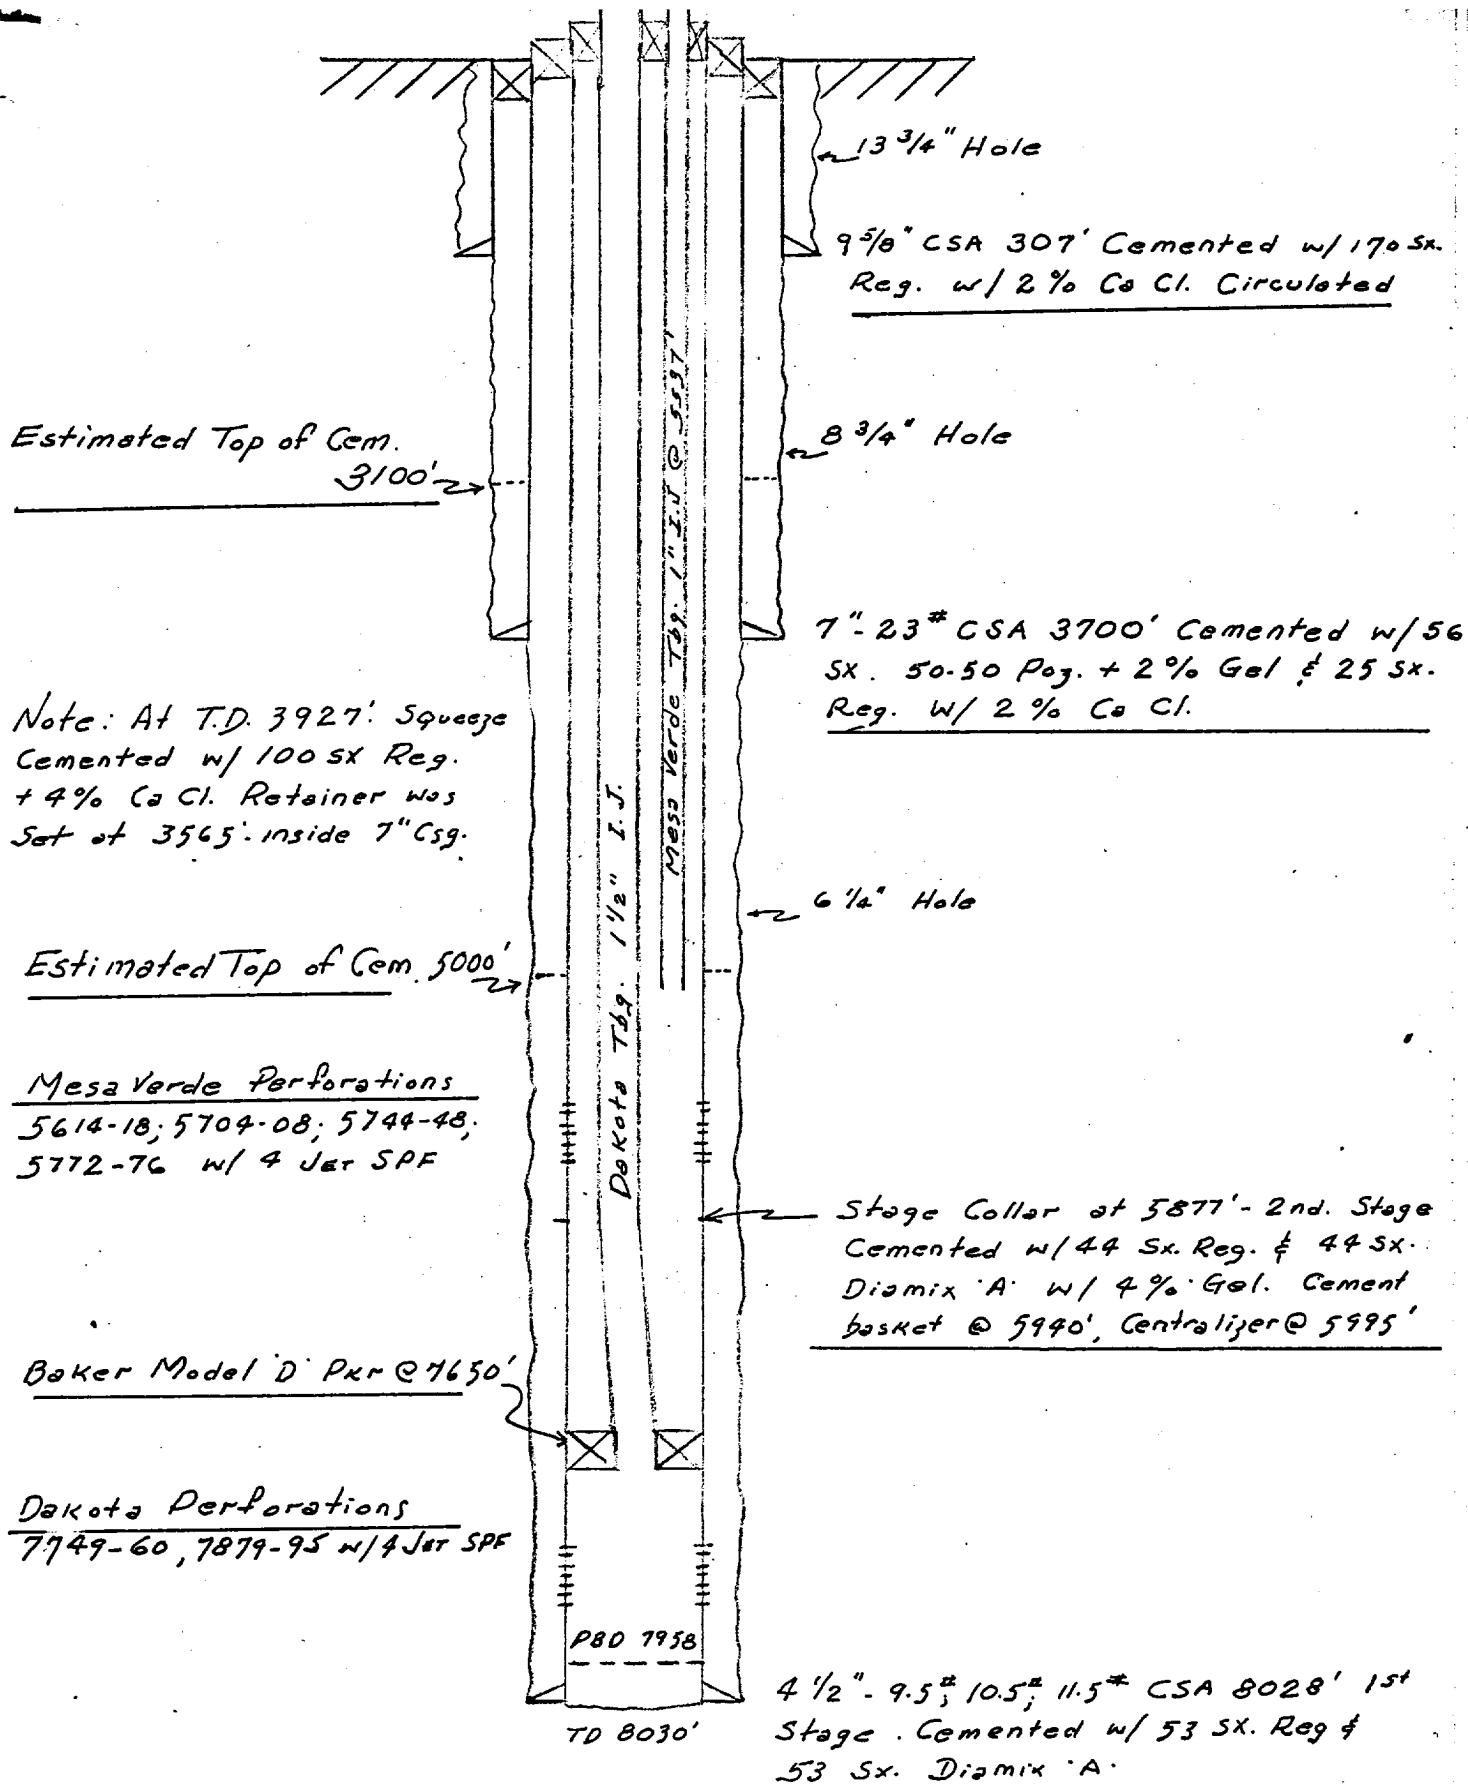 13 3/4" Hole
9 5/8" CSA 307' Cemented w/ 170 Sx.
Reg. w/ 2 % Ca Cl. Circulated
Estimated Top of Cem.
3100'
8 3/4" Hole
Mesa Verde Tbg. 1" I.J @ 5537'
7"- 23# CSA 3700' Cemented w/ 56
SX. 50-50 Poz. + 2 % Gel & 25 Sx.
Reg. W/ 2 % Ca Cl.
Note: At T.D. 3927'. Squeeze
Cemented w/ 100 SX Reg.
+ 4% Ca Cl. Retainer was
Set at 3565'. inside 7" Csg.
6 1/4" Hole
Estimated Top of Cem. 5000'
Dakota Tbg. 1 1/2" I.J.
Mesa Verde Perforations
5614-18; 5704-08; 5744-48;
5772-76 w/ 4 JET SPF
Stage Collar at 5877'- 2nd. Stage
Cemented w/ 44 Sx. Reg. & 44 SX.
Diamix 'A' w/ 4 % Gel. Cement
basket @ 5940', Centralizer @ 5995'
Baker Model 'D' Pkr @ 7650'
Dakota Perforations
7749-60, 7879-95 w/ 4 JET SPF
PBD 7958
TD 8030'
4 1/2"- 9.5#; 10.5#; 11.5# CSA 8028' 1st
Stage. Cemented w/ 53 SX. Reg &
53 Sx. Diamix 'A'